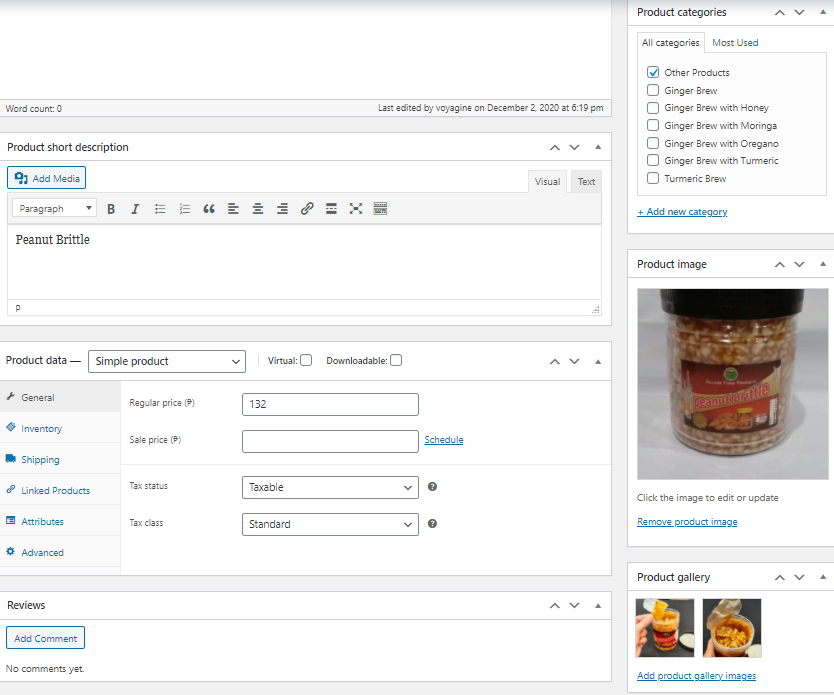 Word count: 0
Last edited by voyagine on December 2, 2020 at 6:19 pm
Product short description
Add Media
Visual
Text
Paragraph
B I
Peanut Brittle
P
Product data —
Simple product
Virtual:
Downloadable:
General
Inventory
Shipping
Linked Products
Attributes
Advanced
Regular price (₱)
132
Sale price (₱)
Schedule
Tax status
Taxable
Tax class
Standard
Reviews
Add Comment
No comments yet.
Product categories
All categories
Most Used
Other Products
Ginger Brew
Ginger Brew with Honey
Ginger Brew with Moringa
Ginger Brew with Oregano
Ginger Brew with Turmeric
Turmeric Brew
+ Add new category
Product image
peanut brittle
Click the image to edit or update
Remove product image
Product gallery
Add product gallery images